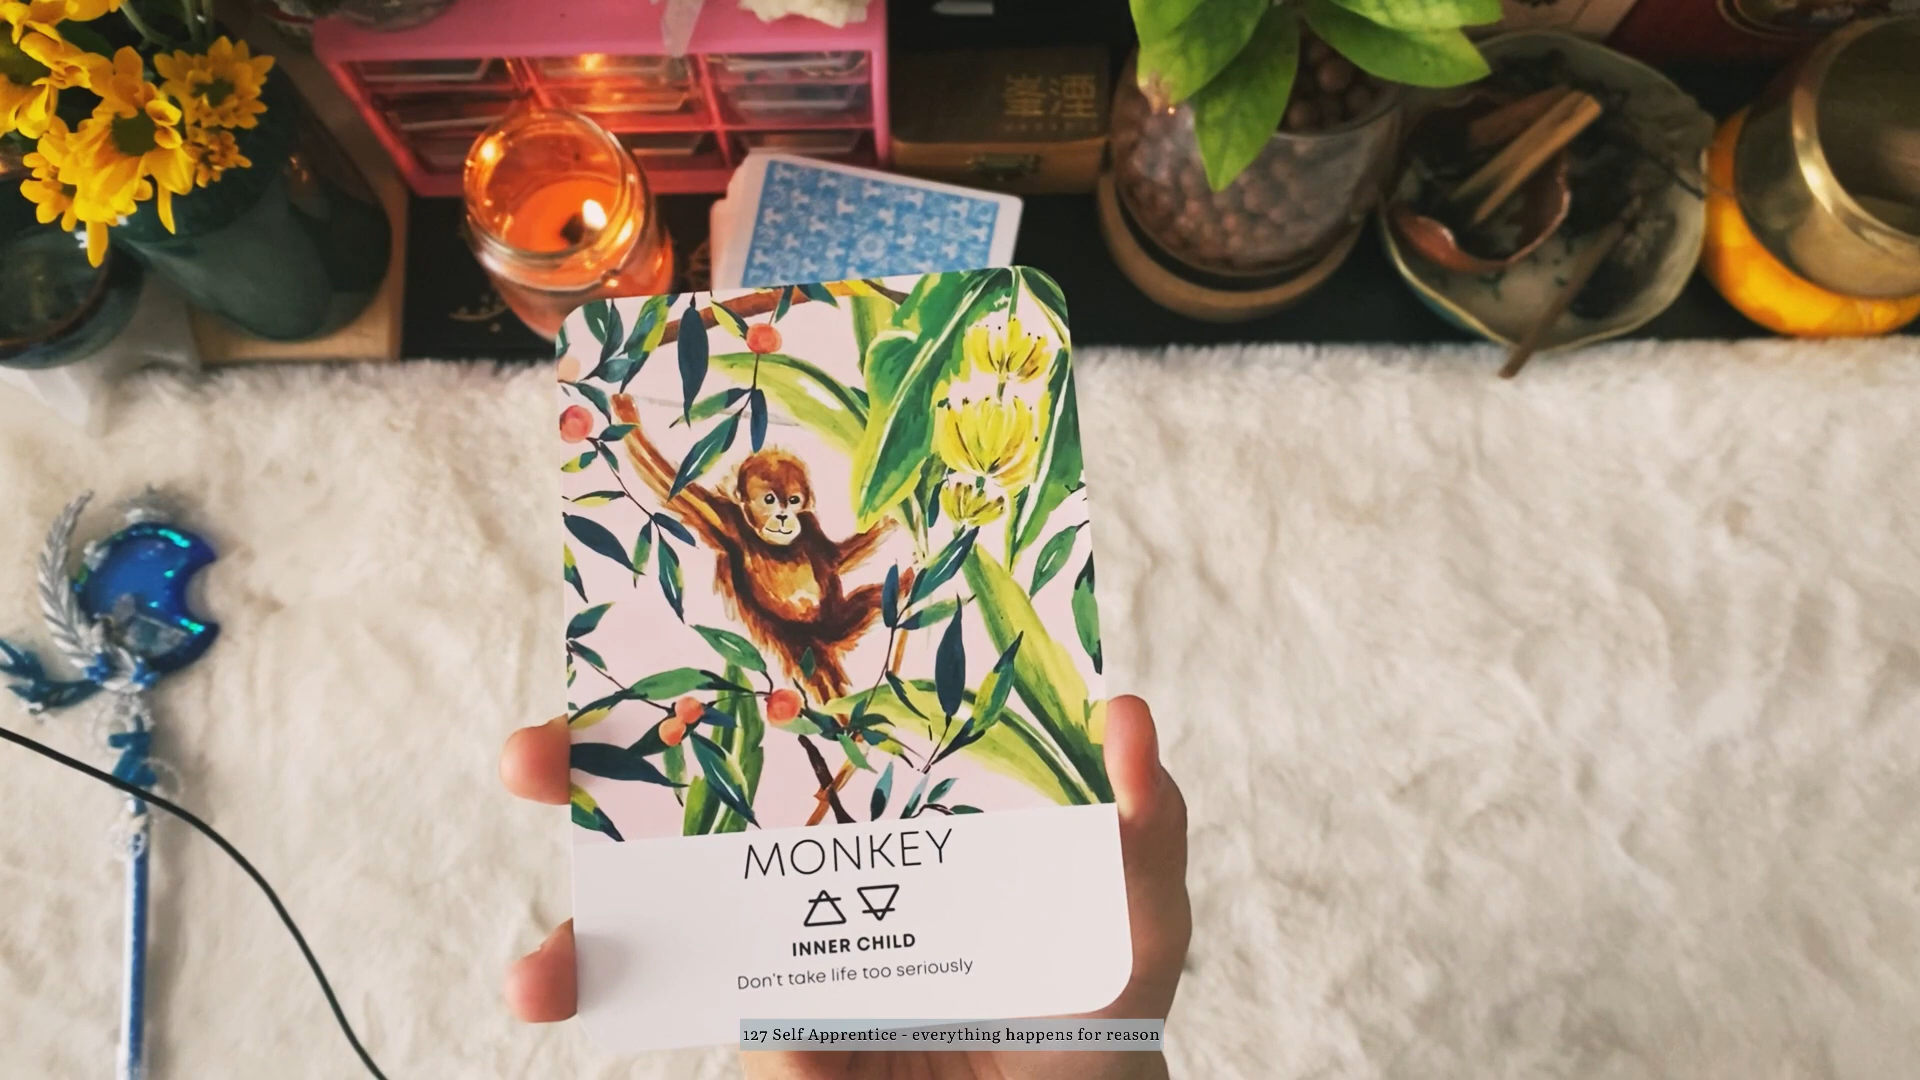 MONKEY
INNER CHILD
Don't take life too seriously
127 Self Apprentice - everything happens for reason